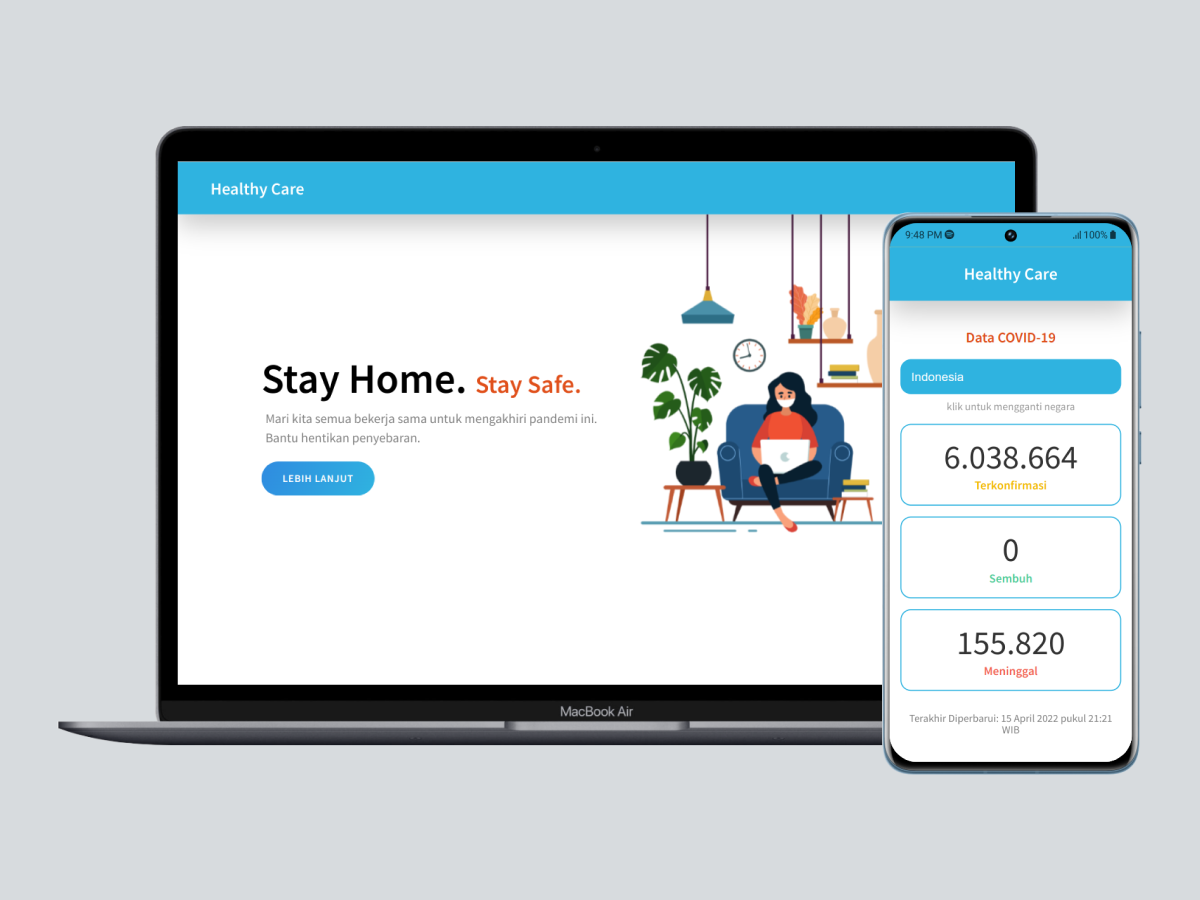 Healthy Care
Stay Home. Stay Safe.
Mari kita semua bekerja sama untuk mengakhiri pandemi ini.
Bantu hentikan penyebaran.
LEBIH LANJUT
MacBook Air
9:48 PM 100%
Healthy Care
Data COVID-19
Indonesia
klik untuk mengganti negara
6.038.664
Terkonfirmasi
0
Sembuh
155.820
Meninggal
Terakhir Diperbarui: 15 April 2022 pukul 21:21
WIB